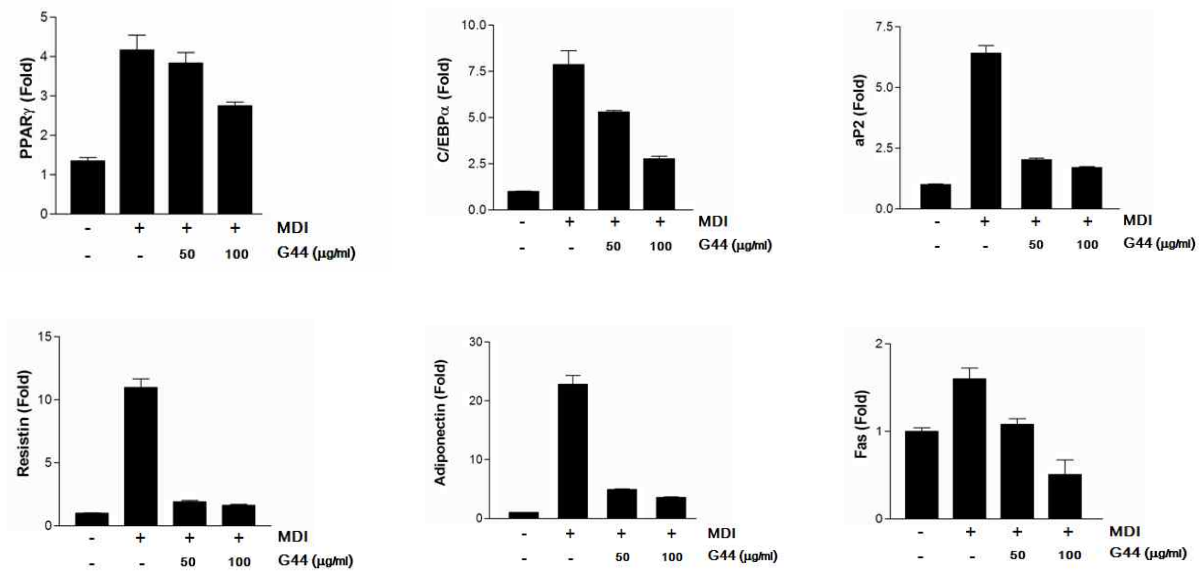 PPARγ (Fold)
5
4
3
2
1
0
- + + + MDI
- - 50 100 G44 (μg/ml)
C/EBPα (Fold)
10.0
7.5
5.0
2.5
0.0
- + + + MDI
- - 50 100 G44 (μg/ml)
aP2 (Fold)
7.5
5.0
2.5
0.0
- + + + MDI
- - 50 100 G44 (μg/ml)
Resistin (Fold)
15
10
5
0
- + + + MDI
- - 50 100 G44 (μg/ml)
Adiponectin (Fold)
30
20
10
0
- + + + MDI
- - 50 100 G44 (μg/ml)
Fas (Fold)
2
1
0
- + + + MDI
- - 50 100 G44 (μg/ml)